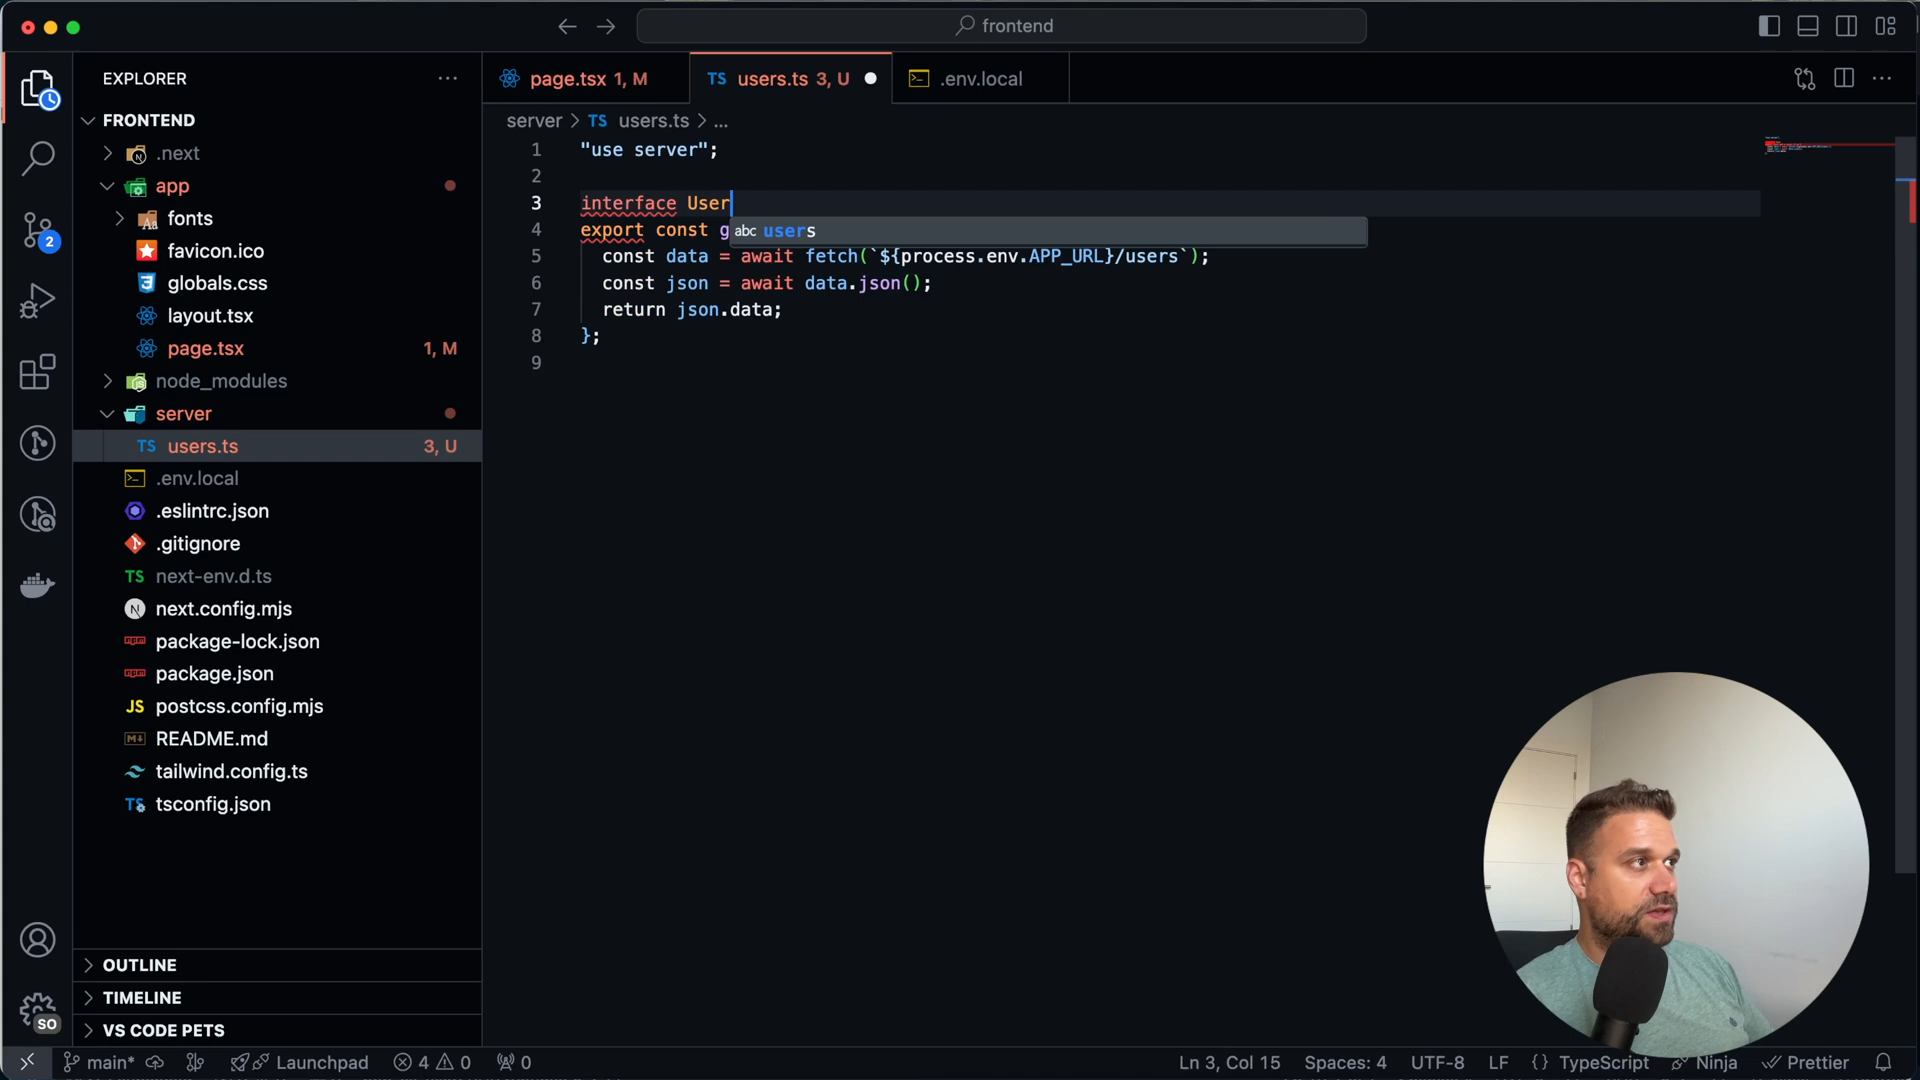 frontend
EXPLORER
FRONTEND
.next
app
fonts
favicon.ico
globals.css
layout.tsx
page.tsx 1, M
node_modules
server
TS users.ts 3, U
.env.local
.eslintrc.json
.gitignore
TS next-env.d.ts
next.config.mjs
package-lock.json
package.json
JS postcss.config.mjs
README.md
tailwind.config.ts
TS tsconfig.json
OUTLINE
TIMELINE
VS CODE PETS
2
SO
page.tsx 1, M
TS users.ts 3, U
.env.local
server > TS users.ts > ...
1 "use server";
2
3 interface User
4 export const g
abc users
5 const data = await fetch(`${process.env.APP_URL}/users`);
6 const json = await data.json();
7 return json.data;
8 };
9
main* Launchpad 4 0 0
Ln 3, Col 15 Spaces: 4 UTF-8 LF {} TypeScript Ninja Prettier